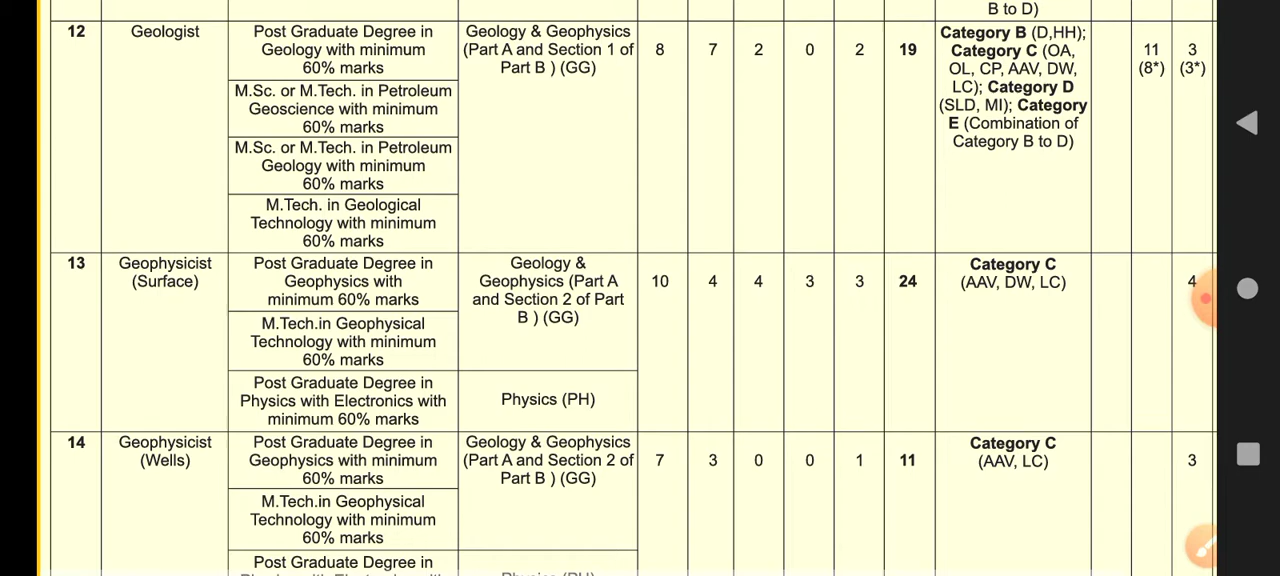 B to D)
12
Geologist
Post Graduate Degree in
Geology with minimum
60% marks
M.Sc. or M.Tech. in Petroleum
Geoscience with minimum
60% marks
M.Sc. or M.Tech. in Petroleum
Geology with minimum
60% marks
M.Tech. in Geological
Technology with minimum
60% marks
Geology & Geophysics
(Part A and Section 1 of
Part B ) (GG)
8 7 2 0 2 19
Category B (D,HH);
Category C (OA,
OL, CP, AAV, DW,
LC); Category D
(SLD, MI); Category
E (Combination of
Category B to D)
11
(8*)
3
(3*)
13
Geophysicist
(Surface)
Post Graduate Degree in
Geophysics with
minimum 60% marks
M.Tech.in Geophysical
Technology with minimum
60% marks
Post Graduate Degree in
Physics with Electronics with
minimum 60% marks
Geology &
Geophysics (Part A
and Section 2 of Part
B ) (GG)
Physics (PH)
10 4 4 3 3 24
Category C
(AAV, DW, LC)
4
14
Geophysicist
(Wells)
Post Graduate Degree in
Geophysics with minimum
60% marks
M.Tech.in Geophysical
Technology with minimum
60% marks
Post Graduate Degree in
Geology & Geophysics
(Part A and Section 2 of
Part B ) (GG)
7 3 0 0 1 11
Category C
(AAV, LC)
3